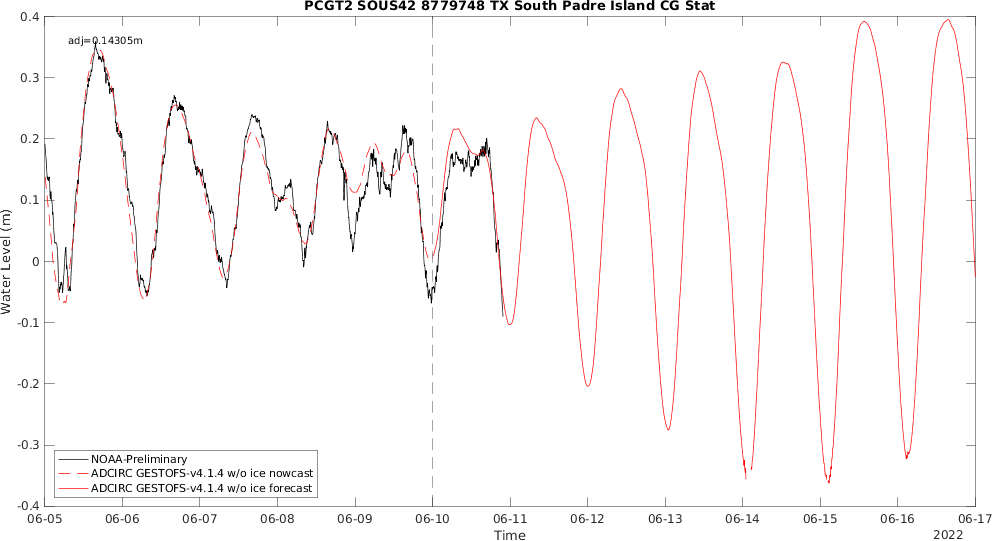 PCGT2 SOUS42 8779748 TX South Padre Island CG Stat
adj=0.14305m
0.4
0.3
0.2
0.1
0
-0.1
-0.2
-0.3
-0.4
Water Level (m)
NOAA-Preliminary
ADCIRC GESTOFS-v4.1.4 w/o ice nowcast
ADCIRC GESTOFS-v4.1.4 w/o ice forecast
06-05 06-06 06-07 06-08 06-09 06-10 06-11 06-12 06-13 06-14 06-15 06-16 06-17
Time
2022